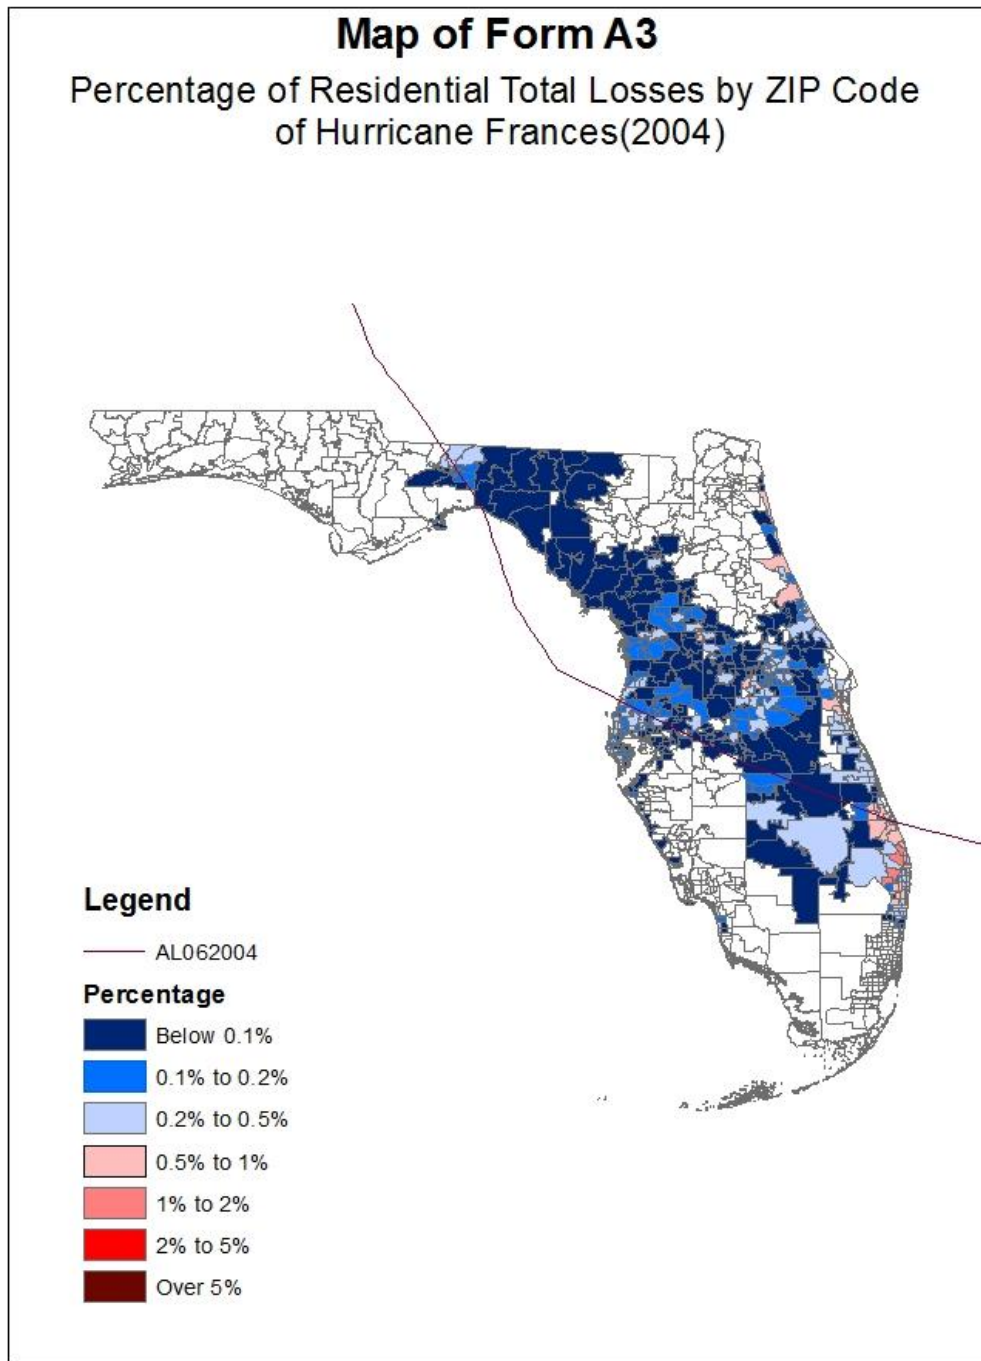 Map of Form A3
Percentage of Residential Total Losses by ZIP Code
of Hurricane Frances(2004)
Legend
AL062004
Percentage
Below 0.1%
0.1% to 0.2%
0.2% to 0.5%
0.5% to 1%
1% to 2%
2% to 5%
Over 5%